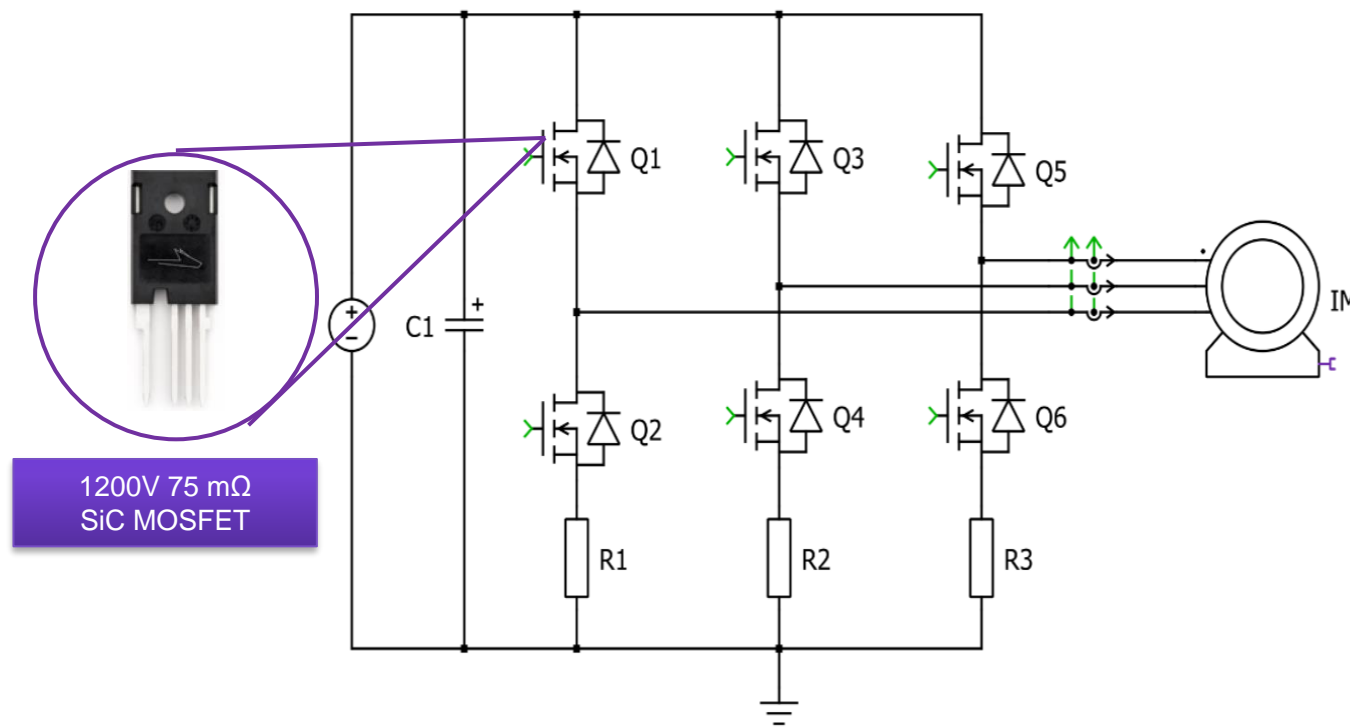 Q1
Q3
Q5
+
C1
+
−
IM
Q2
Q4
Q6
1200V 75 mΩ
SiC MOSFET
R1
R2
R3